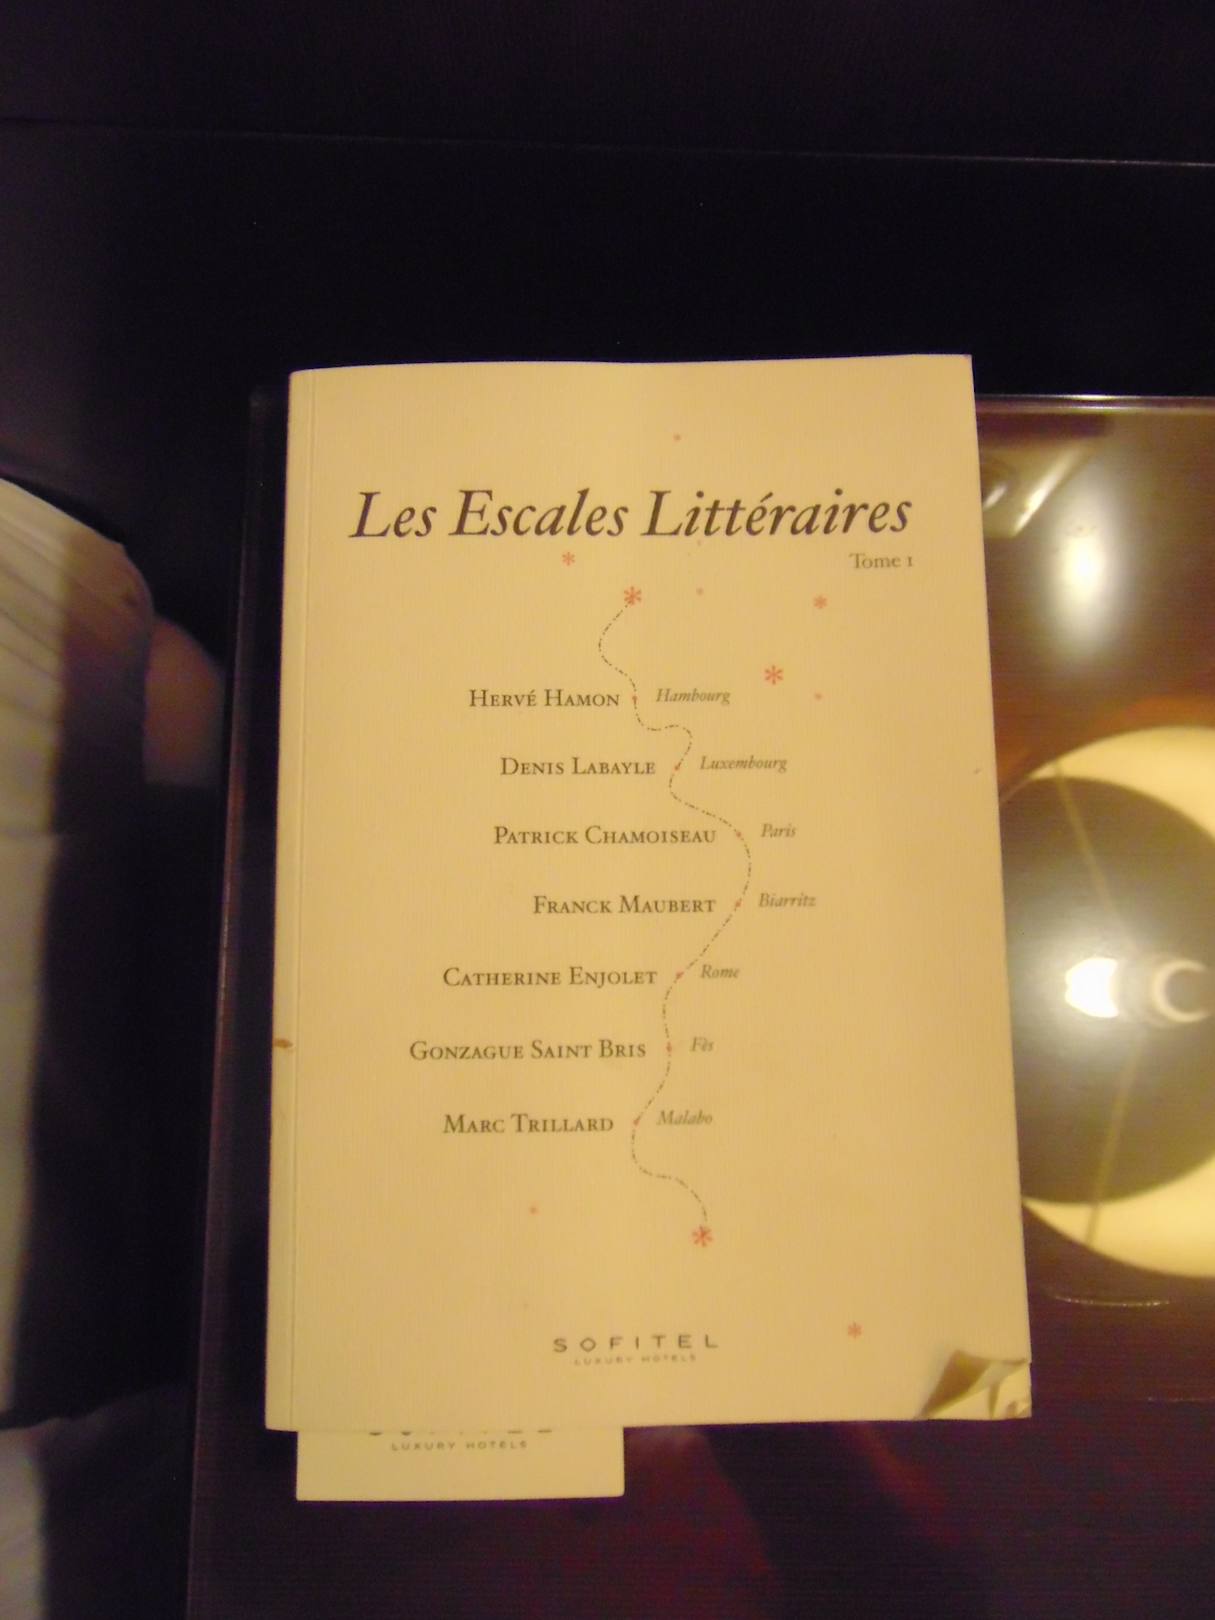 Les Escales Littéraires
Tome 1
HERVÉ HAMON Hambourg
DENIS LABAYLE Luxembourg
PATRICK CHAMOISEAU Paris
FRANCK MAUBERT Biarritz
CATHERINE ENJOLET Rome
GONZAGUE SAINT BRIS Fès
MARC TRILLARD Malabo
SOFITEL
LUXURY HOTELS
LUXURY HOTELS